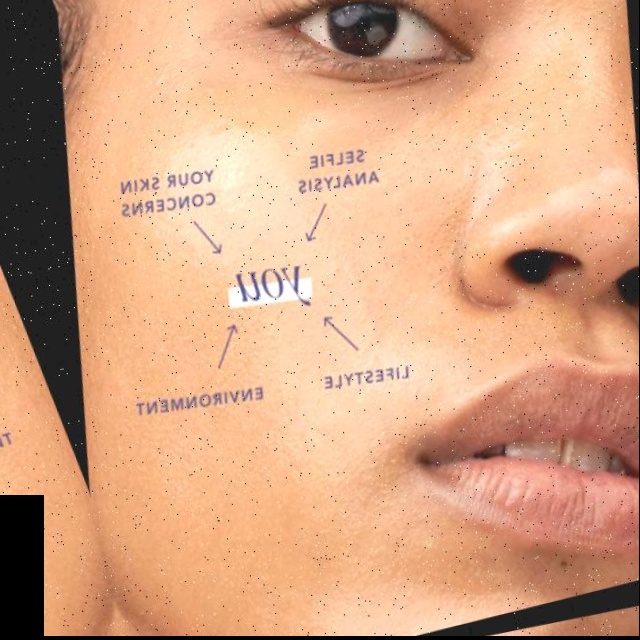 SELFIE
ANALYSIS
YOUR SKIN
CONCERNS
you
LIFESTYLE
ENVIRONMENT